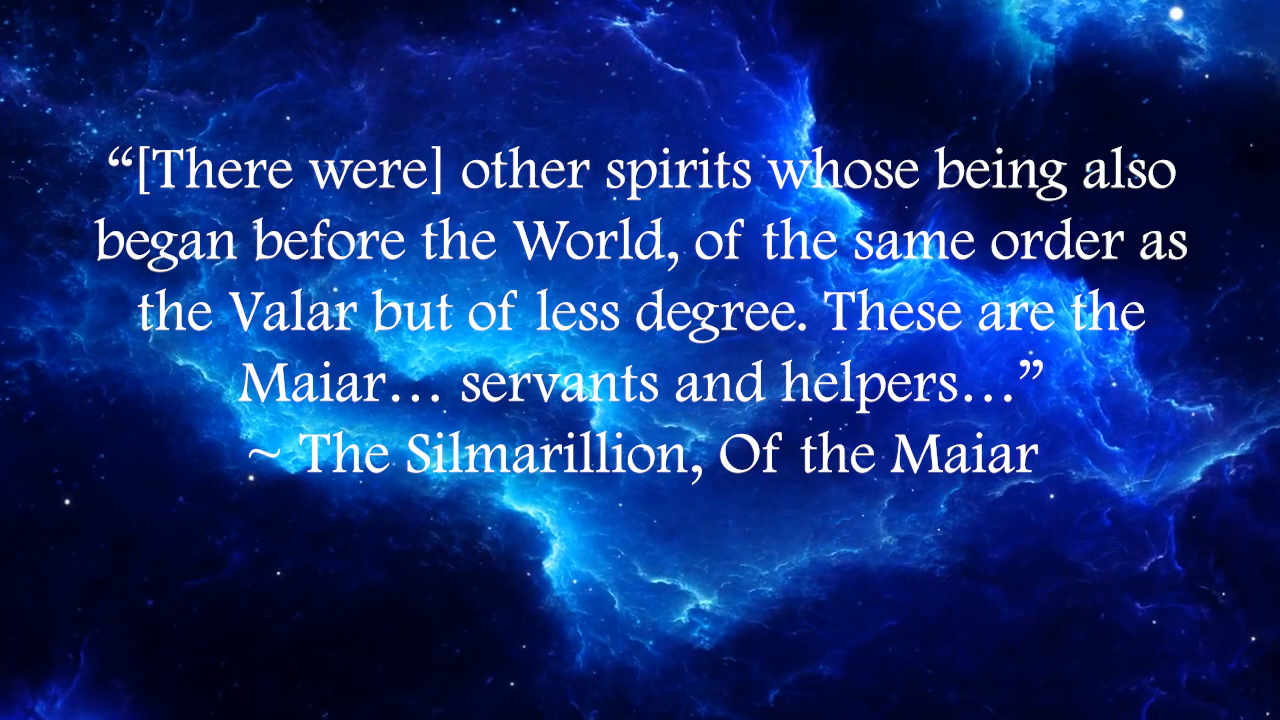 “[There were] other spirits whose being also
began before the World, of the same order as
the Valar but of less degree. These are the
Maiar… servants and helpers…”
~ The Silmarillion, Of the Maiar